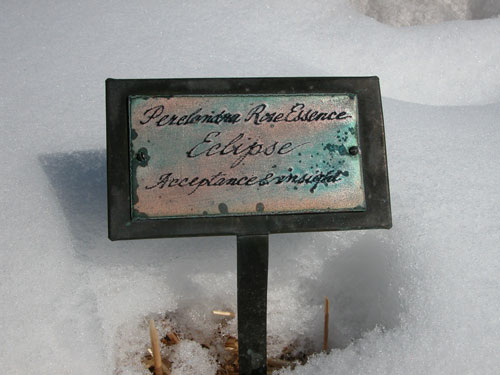 Perelandra Rose Essence
Eclipse
Acceptance & insight